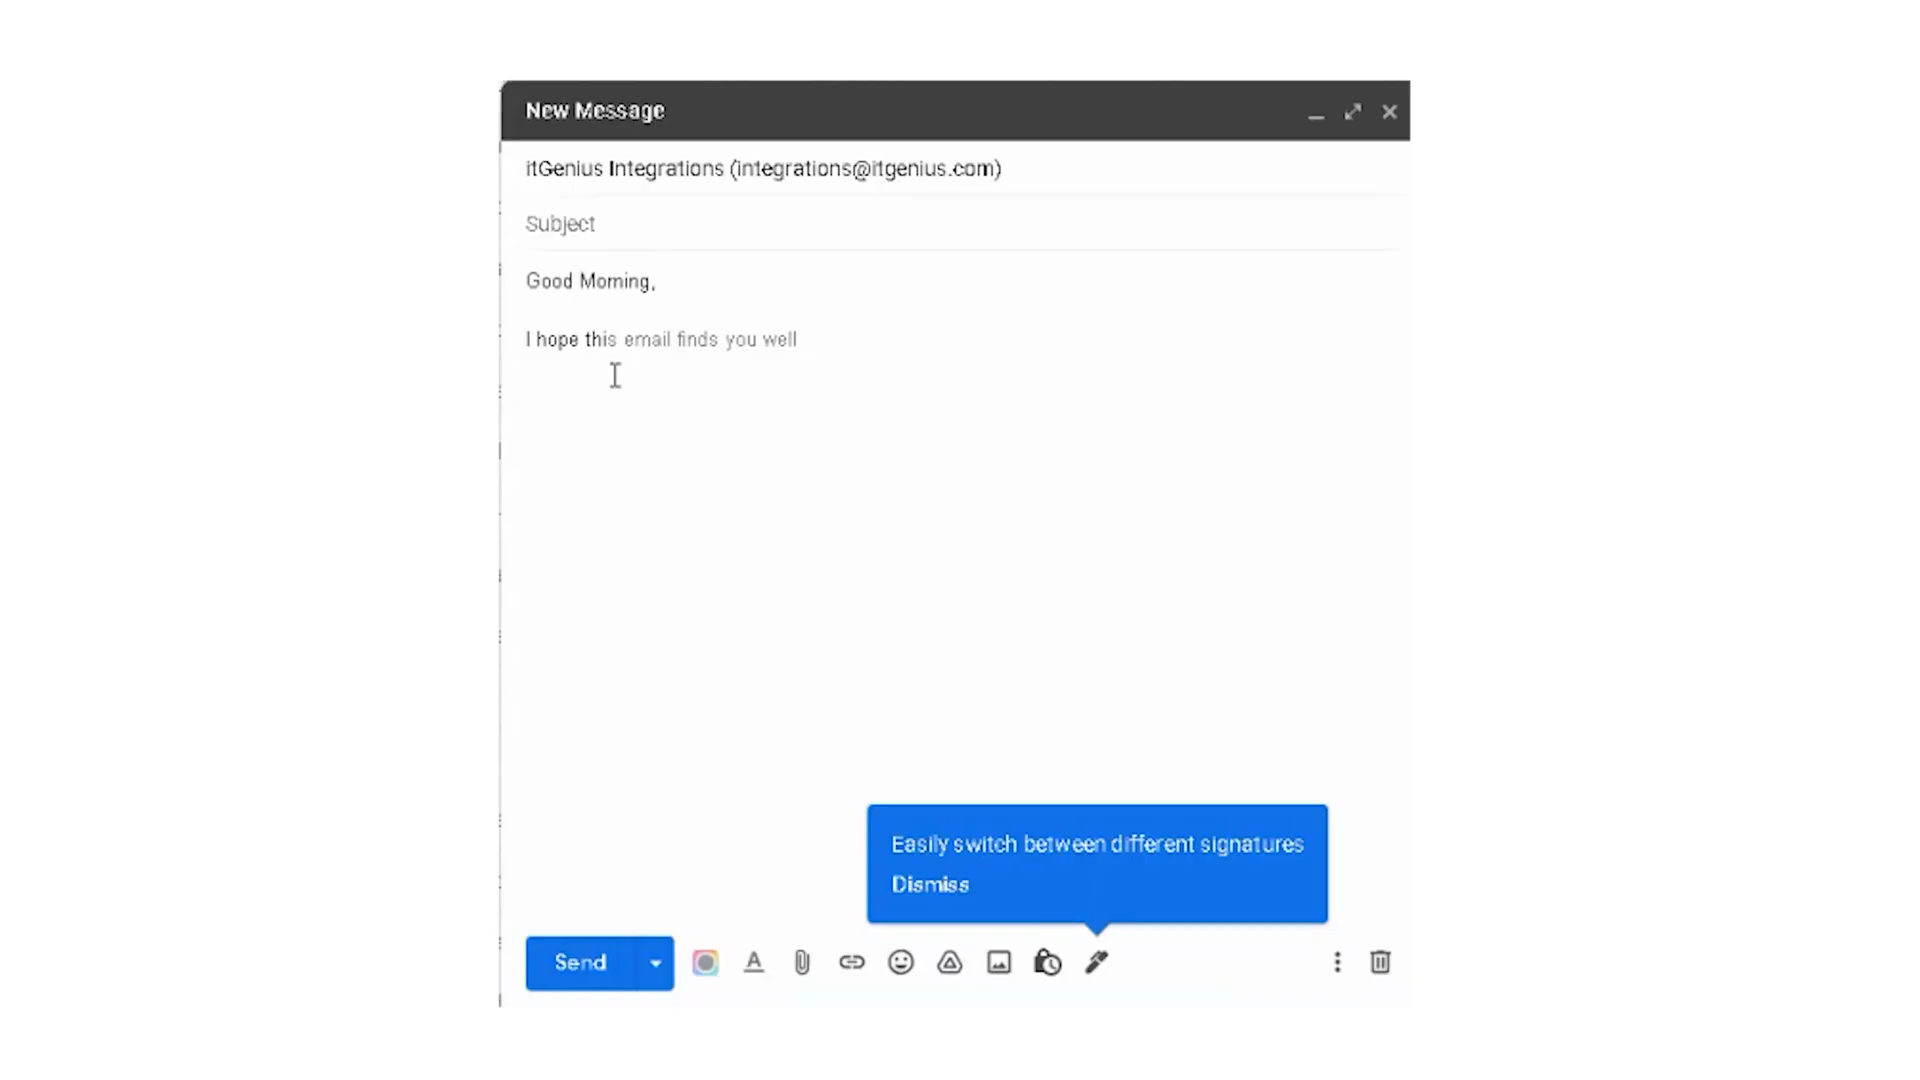 New Message
itGenius Integrations (integrations@itgenius.com)
Subject
Good Morning,
I hope this email finds you well
Easily switch between different signatures
Dismiss
Send